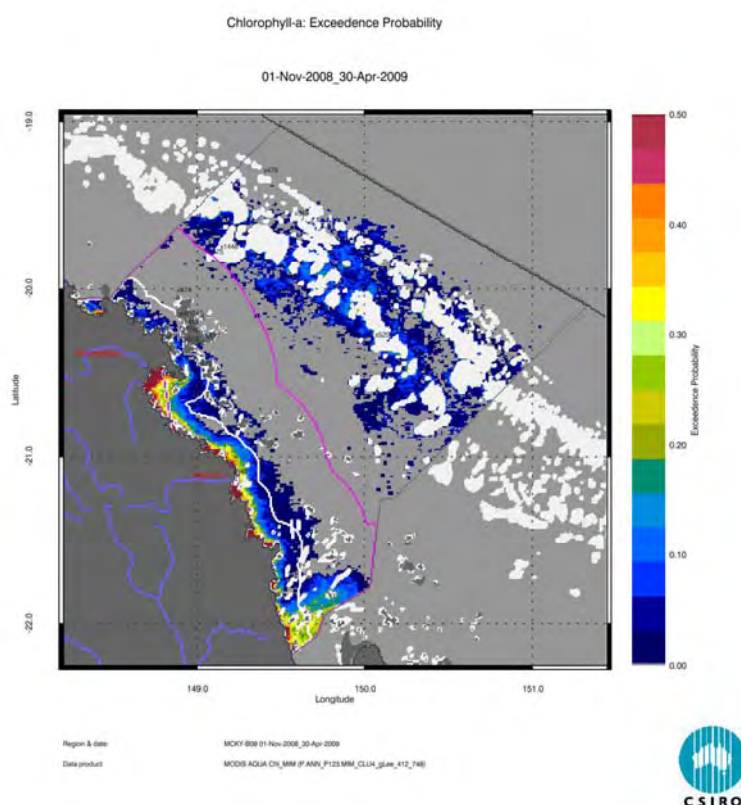 Chlorophyll-a: Exceedence Probability
01-Nov-2008_30-Apr-2009
-19.0
-20.0
-21.0
-22.0
Latitude
149.0 150.0 151.0
Longitude
0.50
0.40
0.30
0.20
0.10
0.00
Exceedence Probability
Region & date: MCKY-B08 01-Nov-2008_30-Apr-2009
Data product
CSIRO